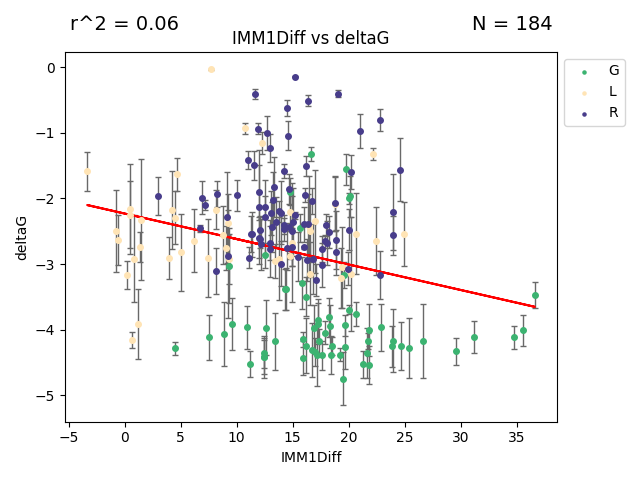 r^2 = 0.06
N = 184
IMM1Diff vs deltaG
G
L
R
0
−1
−2
−3
−4
−5
deltaG
−5 0 5 10 15 20 25 30 35
IMM1Diff